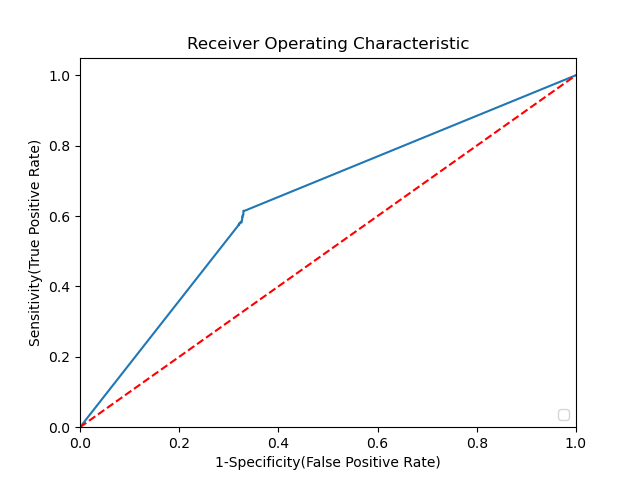 Receiver Operating Characteristic
Sensitivity(True Positive Rate)
1.0
0.8
0.6
0.4
0.2
0.0
0.0 0.2 0.4 0.6 0.8 1.0
1-Specificity(False Positive Rate)